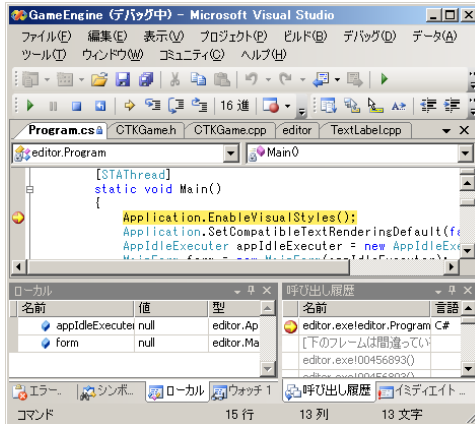 GameEngine (デバッグ中) - Microsoft Visual Studio
ファイル(F) 編集(E) 表示(V) プロジェクト(P) ビルド(B) デバッグ(D) データ(A)
ツール(T) ウィンドウ(W) コミュニティ(C) ヘルプ(H)
16 進
Program.cs CTKGame.h CTKGame.cpp editor TextLabel.cpp
editor.Program Main()
[STAThread]
static void Main()
{
Application.EnableVisualStyles();
Application.SetCompatibleTextRenderingDefault(fa
AppIdleExecuter appIdleExecuter = new AppIdleExe
MainForm form = new MainForm(appIdleExecuter);
ローカル
名前 値 型
appIdleExecute null editor.Ap
form null editor.Ma
呼び出し履歴
名前 言語
editor.exe!editor.Program C#
[下のフレームは間違ってい
editor.exe!00456893()
editor.exe!00456893()
エラー... シンボ... ローカル ウォッチ 1 呼び出し履歴 イミディエイト ...
コマンド 15 行 13 列 13 文字